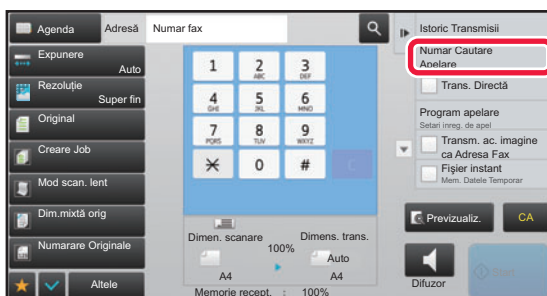 Agenda
Adresă
Numar fax
Istoric Transmisii
Expunere
Auto
Numar Cautare
Apelare
Rezoluție
Super fin
Trans. Directă
Original
Program apelare
Setari inreg. de apel
Creare Job
Transm. ac. imagine
ca Adresa Fax
Mod scan. lent
Fișier instant
Mem. Datele Temporar
Dim.mixtă orig
Numarare Originale
Altele
1
2
ABC
3
DEF
4
GHI
5
JKL
6
MNO
7
PQRS
8
TUV
9
WXYZ
0
#
C
Dimen. scanare
100%
Dimens. trans.
Auto
A4
A4
Memorie recept. : 100%
Previzualiz.
CA
Difuzor
Start